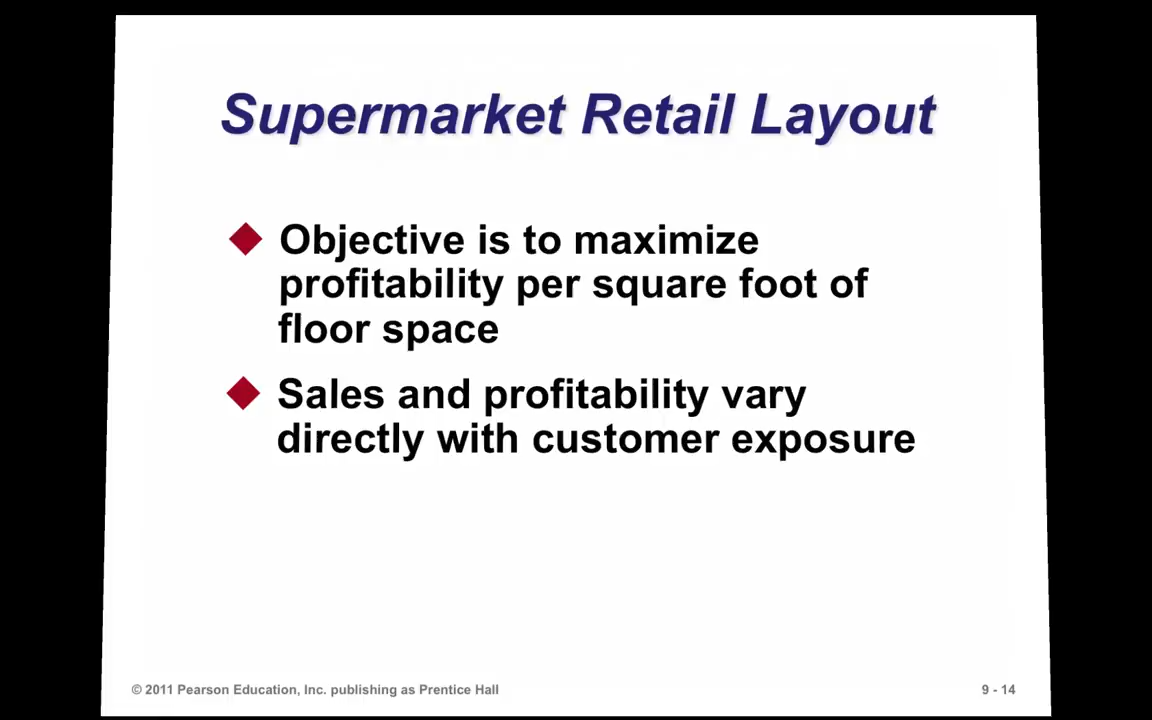 Supermarket Retail Layout
Objective is to maximize
profitability per square foot of
floor space
Sales and profitability vary
directly with customer exposure
© 2011 Pearson Education, Inc. publishing as Prentice Hall
9 - 14